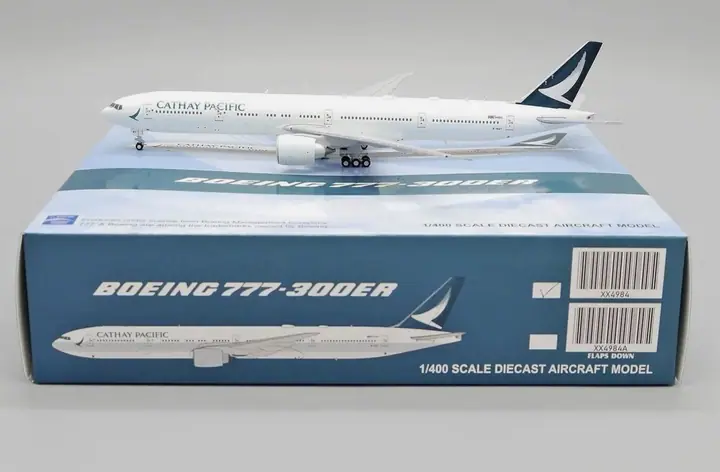 CATHAY PACIFIC
BOEING 777-300ER
1/400 SCALE DIECAST AIRCRAFT MODEL
BOEING 777-300ER
XX4984
CATHAY PACIFIC
XX4984A
FLAPS DOWN
1/400 SCALE DIECAST AIRCRAFT MODEL